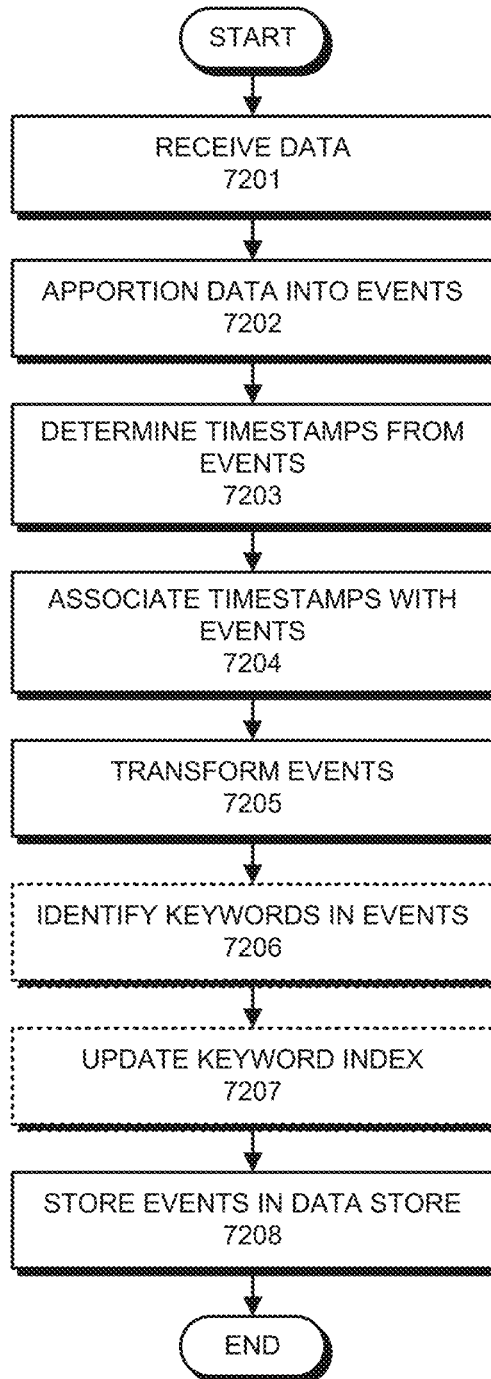 START
RECEIVE DATA
7201
APPORTION DATA INTO EVENTS
7202
DETERMINE TIMESTAMPS FROM
EVENTS
7203
ASSOCIATE TIMESTAMPS WITH
EVENTS
7204
TRANSFORM EVENTS
7205
IDENTIFY KEYWORDS IN EVENTS
7206
UPDATE KEYWORD INDEX
7207
STORE EVENTS IN DATA STORE
7208
END